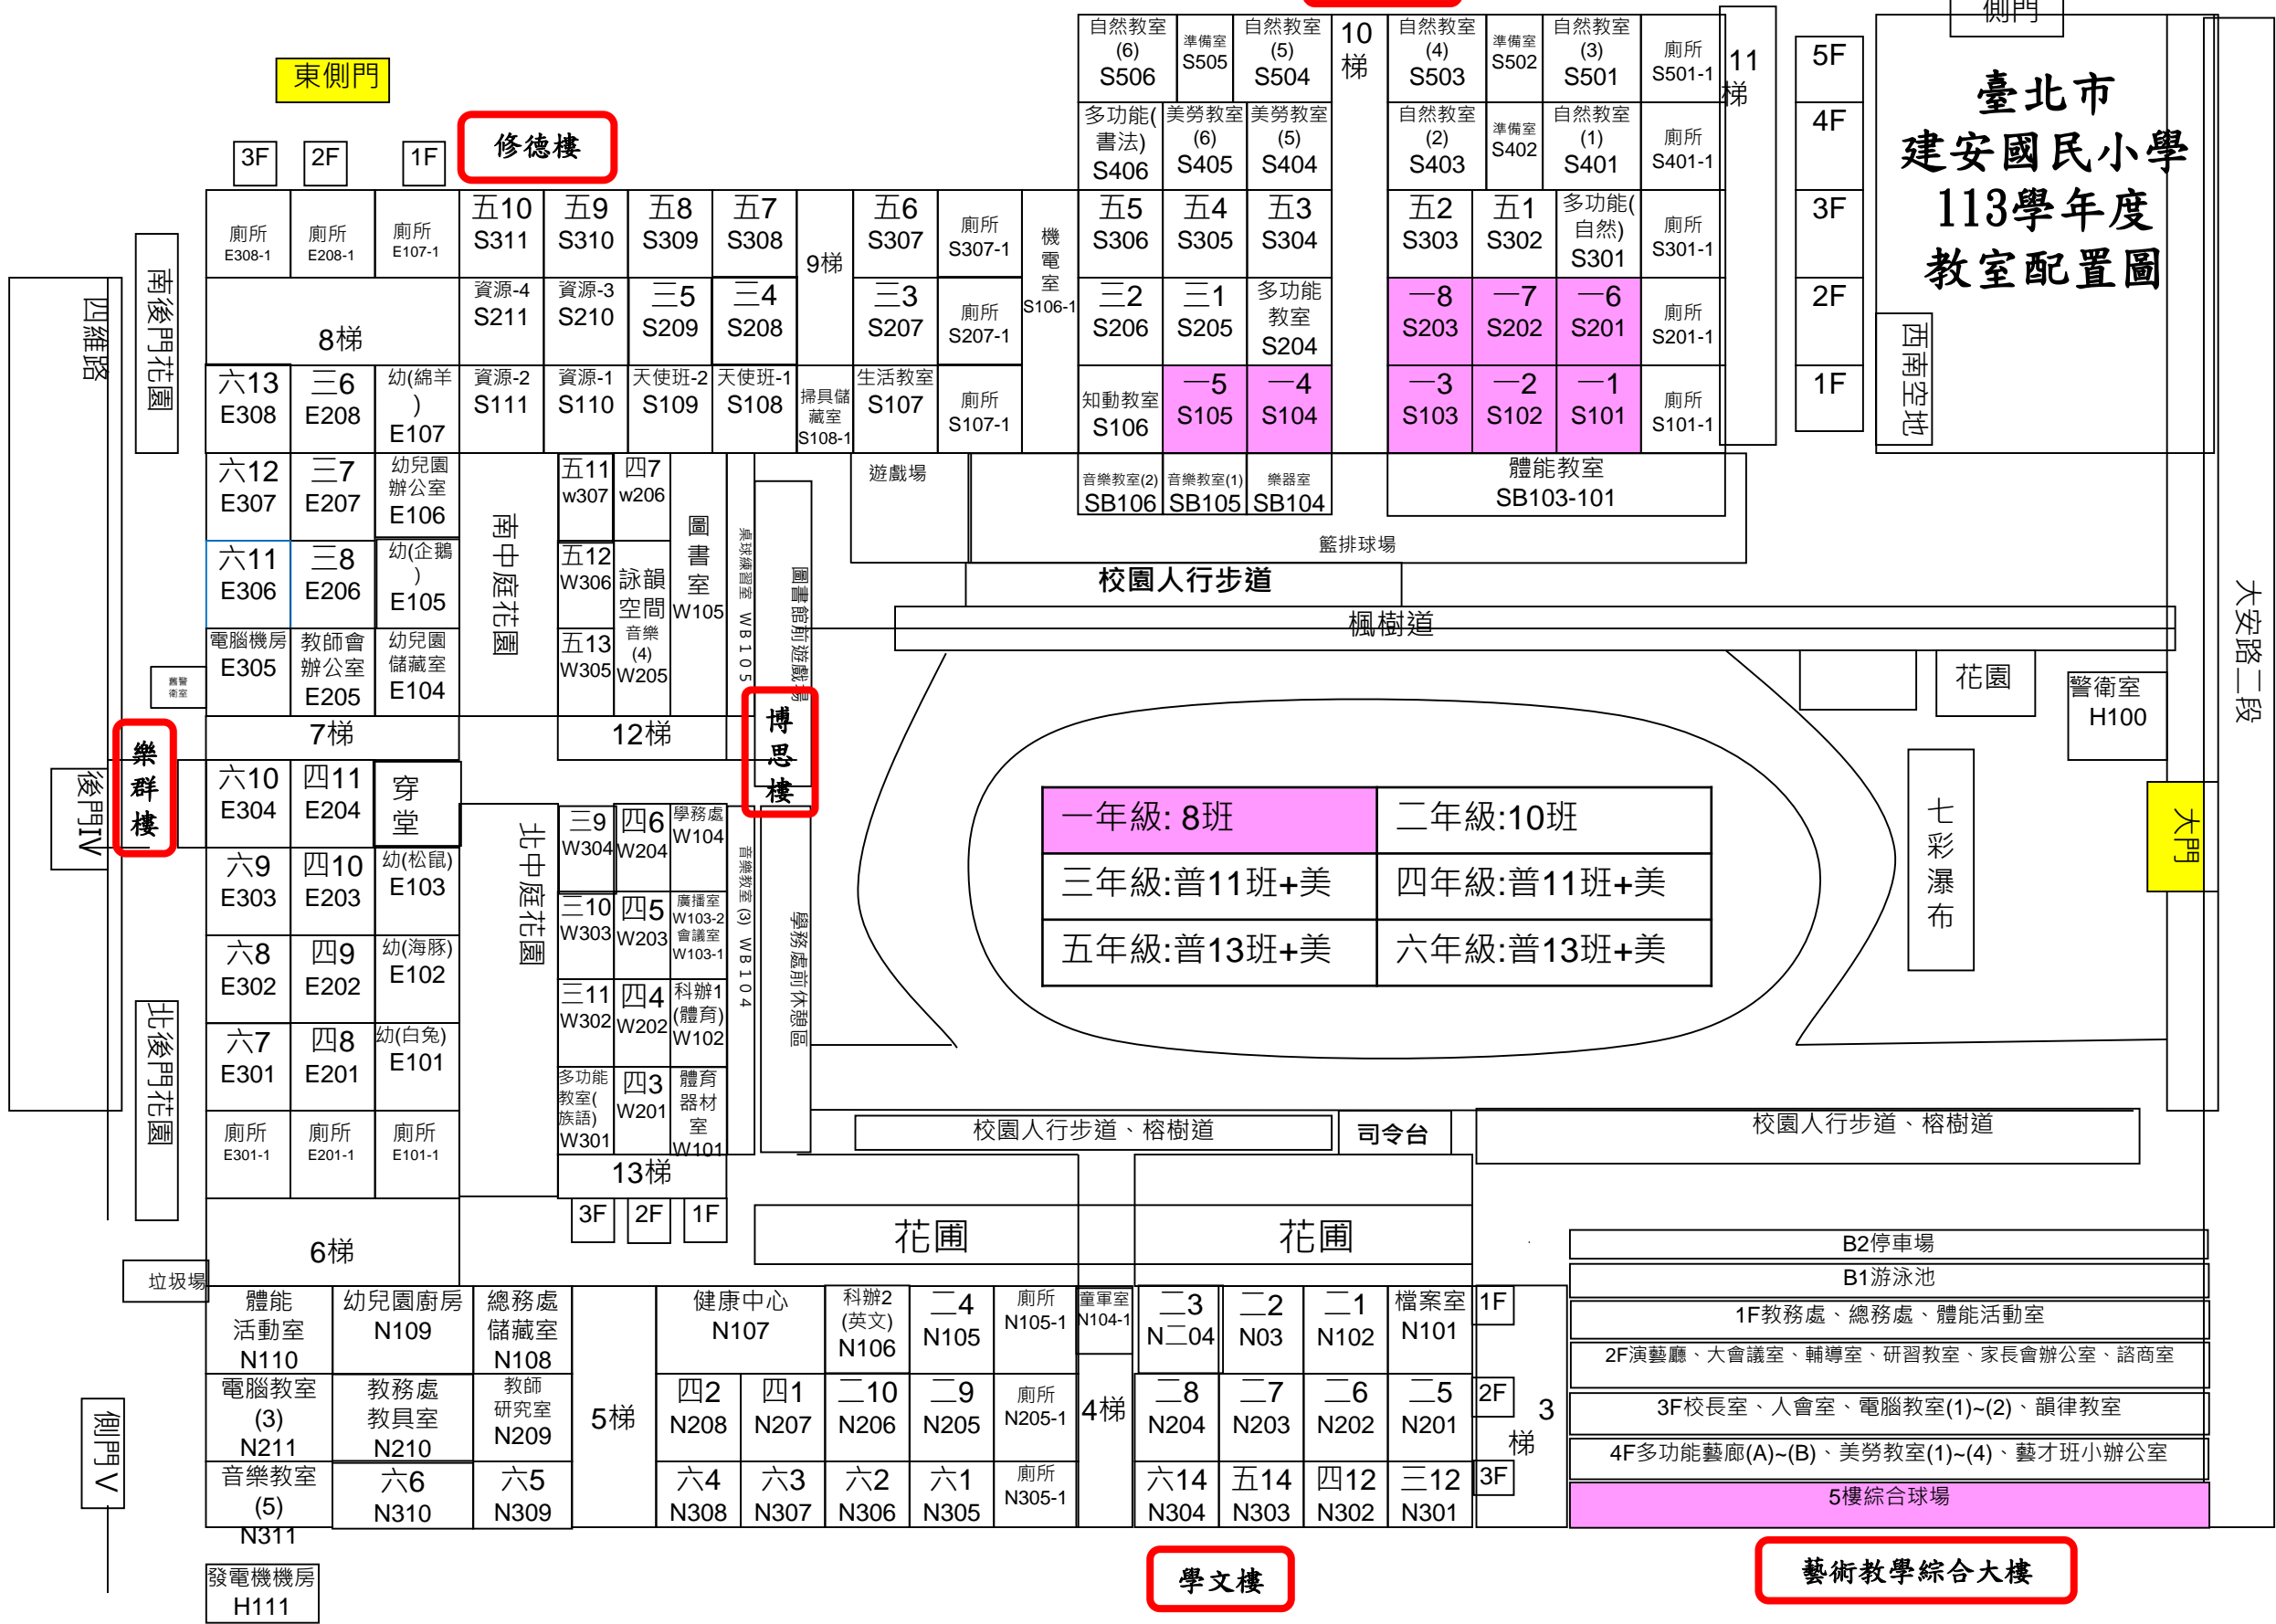 側門
臺北市
建安國民小學
113學年度
教室配置圖
東側門
修德樓
3F
2F
1F
自然教室
(6)
S506
準備室
S505
自然教室
(5)
S504
10
梯
自然教室
(4)
S503
準備室
S502
自然教室
(3)
S501
廁所
S501-1
11
梯
5F
多功能(
書法)
S406
美勞教室
(6)
S405
美勞教室
(5)
S404
自然教室
(2)
S403
準備室
S402
自然教室
(1)
S401
廁所
S401-1
4F
廁所
E308-1
廁所
E208-1
廁所
E107-1
五10
S311
五9
S310
五8
S309
五7
S308
9梯
五6
S307
廁所
S307-1
機
電
室
S106-1
五5
S306
五4
S305
五3
S304
五2
S303
五1
S302
多功能(
自然)
S301
廁所
S301-1
3F
8梯
資源-4
S211
資源-3
S210
三5
S209
三4
S208
三3
S207
廁所
S207-1
三2
S206
三1
S205
多功能
教室
S204
一8
S203
一7
S202
一6
S201
廁所
S201-1
2F
六13
E308
三6
E208
幼(綿羊
)
E107
資源-2
S111
資源-1
S110
天使班-2
S109
天使班-1
S108
掃具儲
藏室
S108-1
生活教室
S107
廁所
S107-1
知動教室
S106
一5
S105
一4
S104
一3
S103
一2
S102
一1
S101
廁所
S101-1
1F
西南空地
四維路
南後門花園
六12
E307
三7
E207
幼兒園
辦公室
E106
南中庭花園
五11
w307
四7
w206
圖
書
室
W105
桌球練習室 WB105
圖書館前遊戲場
遊戲場
音樂教室(2)
SB106
音樂教室(1)
SB105
樂器室
SB104
體能教室
SB103-101
籃排球場
六11
E306
三8
E206
幼(企鵝
)
E105
五12
W306
詠韻
空間
音樂
(4)
W205
校園人行步道
楓樹道
電腦機房
E305
教師會
辦公室
E205
幼兒園
儲藏室
E104
五13
W305
舊警
衛室
花園
警衛室
H100
大安路二段
7梯
12梯
博
思
樓
樂
群
樓
後門IV
六10
E304
四11
E204
穿
堂
北中庭花園
三9
W304
四6
W204
學務處
W104
音樂教室(3) WB104
學務處前休憩區
一年級: 8班
二年級:10班
三年級:普11班+美
四年級:普11班+美
五年級:普13班+美
六年級:普13班+美
七
彩
瀑
布
大門
六9
E303
四10
E203
幼(松鼠)
E103
三10
W303
四5
W203
廣播室
W103-2
會議室
W103-1
六8
E302
四9
E202
幼(海豚)
E102
三11
W302
四4
W202
科辦1
(體育)
W102
北後門花園
六7
E301
四8
E201
幼(白兔)
E101
多功能
教室(
族語)
W301
四3
W201
體育
器材
室
W101
廁所
E301-1
廁所
E201-1
廁所
E101-1
13梯
3F
2F
1F
校園人行步道、榕樹道
司令台
校園人行步道、榕樹道
花圃
花圃
6梯
垃圾場
B2停車場
B1游泳池
1F教務處、總務處、體能活動室
2F演藝廳、大會議室、輔導室、研習教室、家長會辦公室、諮商室
3F校長室、人會室、電腦教室(1)~(2)、韻律教室
4F多功能藝廊(A)~(B)、美勞教室(1)~(4)、藝才班小辦公室
5樓綜合球場
體能
活動室
N110
幼兒園廚房
N109
總務處
儲藏室
N108
5梯
健康中心
N107
科辦2
(英文)
N106
二4
N105
廁所
N105-1
童軍室
N104-1
二3
N二04
二2
N03
二1
N102
檔案室
N101
1F
電腦教室
(3)
N211
教務處
教具室
N210
教師
研究室
N209
四2
N208
四1
N207
二10
N206
二9
N205
廁所
N205-1
4梯
二8
N204
二7
N203
二6
N202
二5
N201
2F
3
梯
側門V
音樂教室
(5)
N311
六6
N310
六5
N309
六4
N308
六3
N307
六2
N306
六1
N305
廁所
N305-1
六14
N304
五14
N303
四12
N302
三12
N301
3F
發電機機房
H111
學文樓
藝術教學綜合大樓